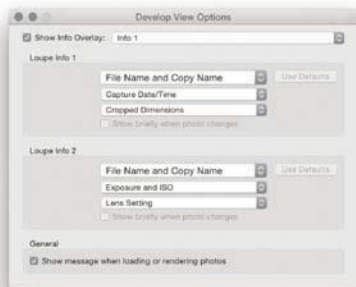 Develop View Options
Show Info Overlay: Info 1
Loupe Info 1
File Name and Copy Name Use Defaults
Capture Date/Time
Cropped Dimensions
Show briefly when photo changes
Loupe Info 2
File Name and Copy Name Use Defaults
Exposure and ISO
Lens Setting
Show briefly when photo changes
General
Show message when loading or rendering photos